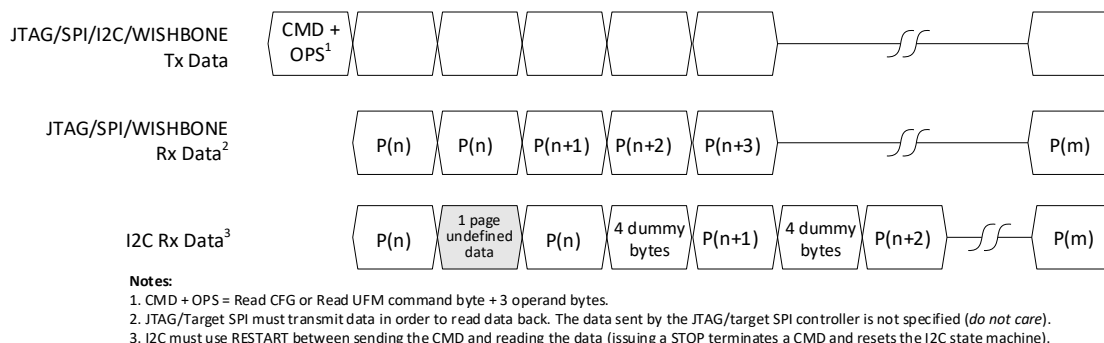 JTAG/SPI/I2C/WISHBONE
Tx Data
CMD +
OPS1
JTAG/SPI/WISHBONE
Rx Data2
P(n)
P(n)
P(n+1)
P(n+2)
P(n+3)
P(m)
I2C Rx Data3
P(n)
1 page
undefined
data
P(n)
4 dummy
bytes
P(n+1)
4 dummy
bytes
P(n+2)
P(m)
Notes:
1. CMD + OPS = Read CFG or Read UFM command byte + 3 operand bytes.
2. JTAG/Target SPI must transmit data in order to read data back. The data sent by the JTAG/target SPI controller is not specified (do not care).
3. I2C must use RESTART between sending the CMD and reading the data (issuing a STOP terminates a CMD and resets the I2C state machine).